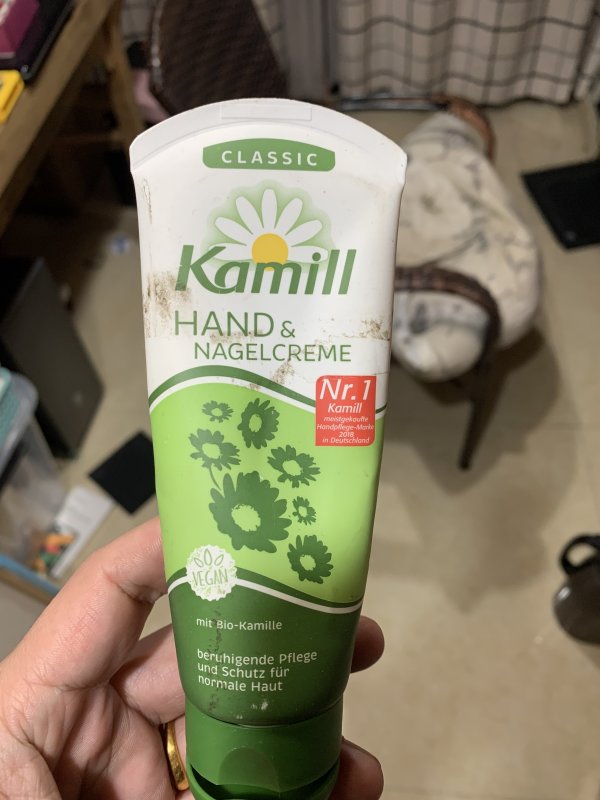 CLASSIC
Kamill
HAND &
NAGELCREME
Nr. 1
Kamill
meistgekaufte
Handpflege-Marke
2018
in Deutschland
VEGAN
mit Bio-Kamille
beruhigende Pflege
und Schutz für
normale Haut